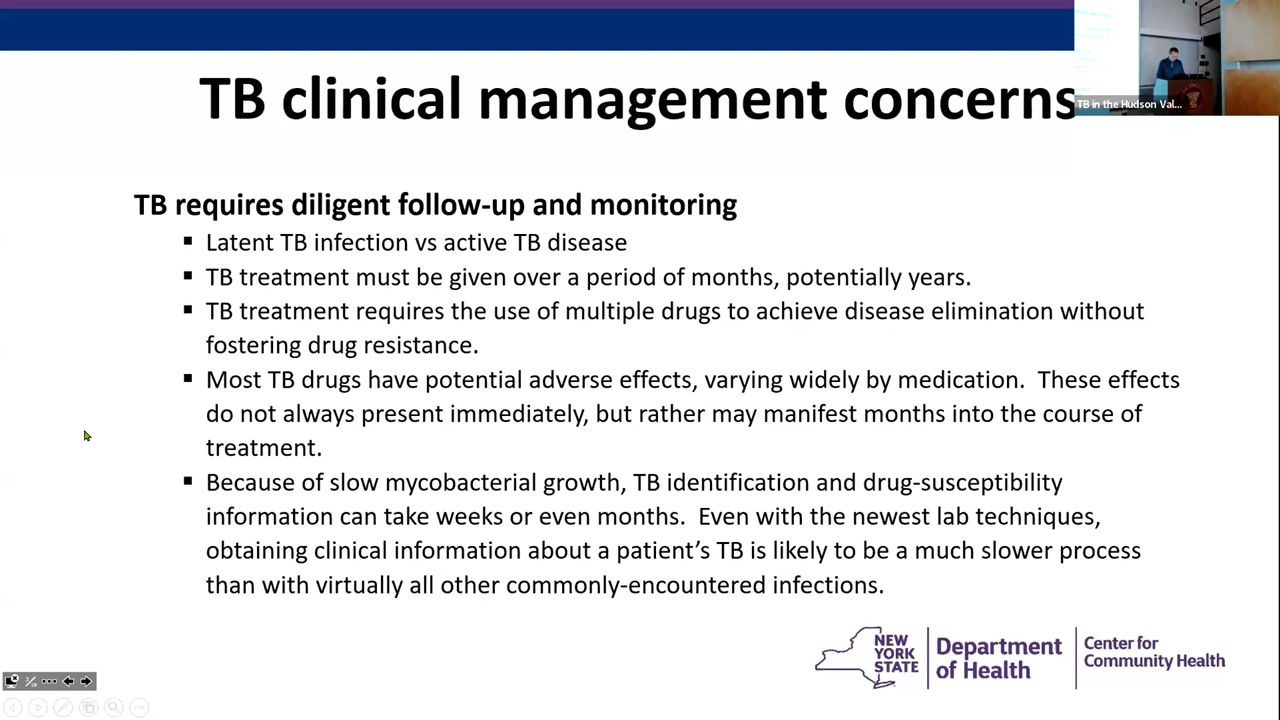 TB clinical management concerns
TB in the Hudson Val...
TB requires diligent follow-up and monitoring
▪ Latent TB infection vs active TB disease
▪ TB treatment must be given over a period of months, potentially years.
▪ TB treatment requires the use of multiple drugs to achieve disease elimination without
fostering drug resistance.
▪ Most TB drugs have potential adverse effects, varying widely by medication.  These effects
do not always present immediately, but rather may manifest months into the course of
treatment.
▪ Because of slow mycobacterial growth, TB identification and drug-susceptibility
information can take weeks or even months.  Even with the newest lab techniques,
obtaining clinical information about a patient's TB is likely to be a much slower process
than with virtually all other commonly-encountered infections.
NEW
YORK
STATE
Department
of Health
Center for
Community Health